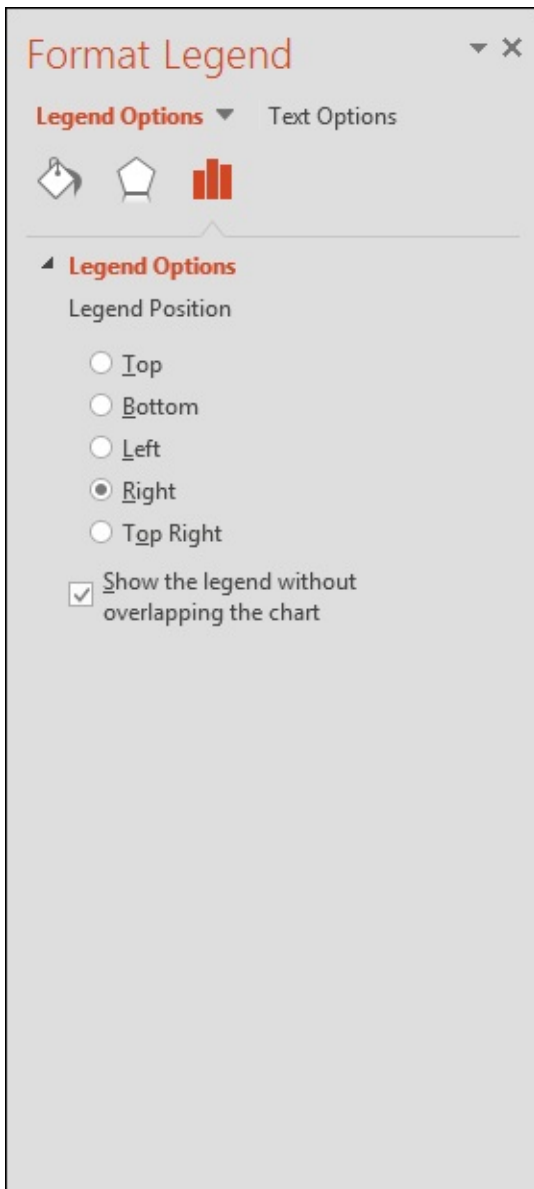 Format Legend
Legend Options Text Options
Legend Options
Legend Position
Top
Bottom
Left
Right
Top Right
Show the legend without
overlapping the chart